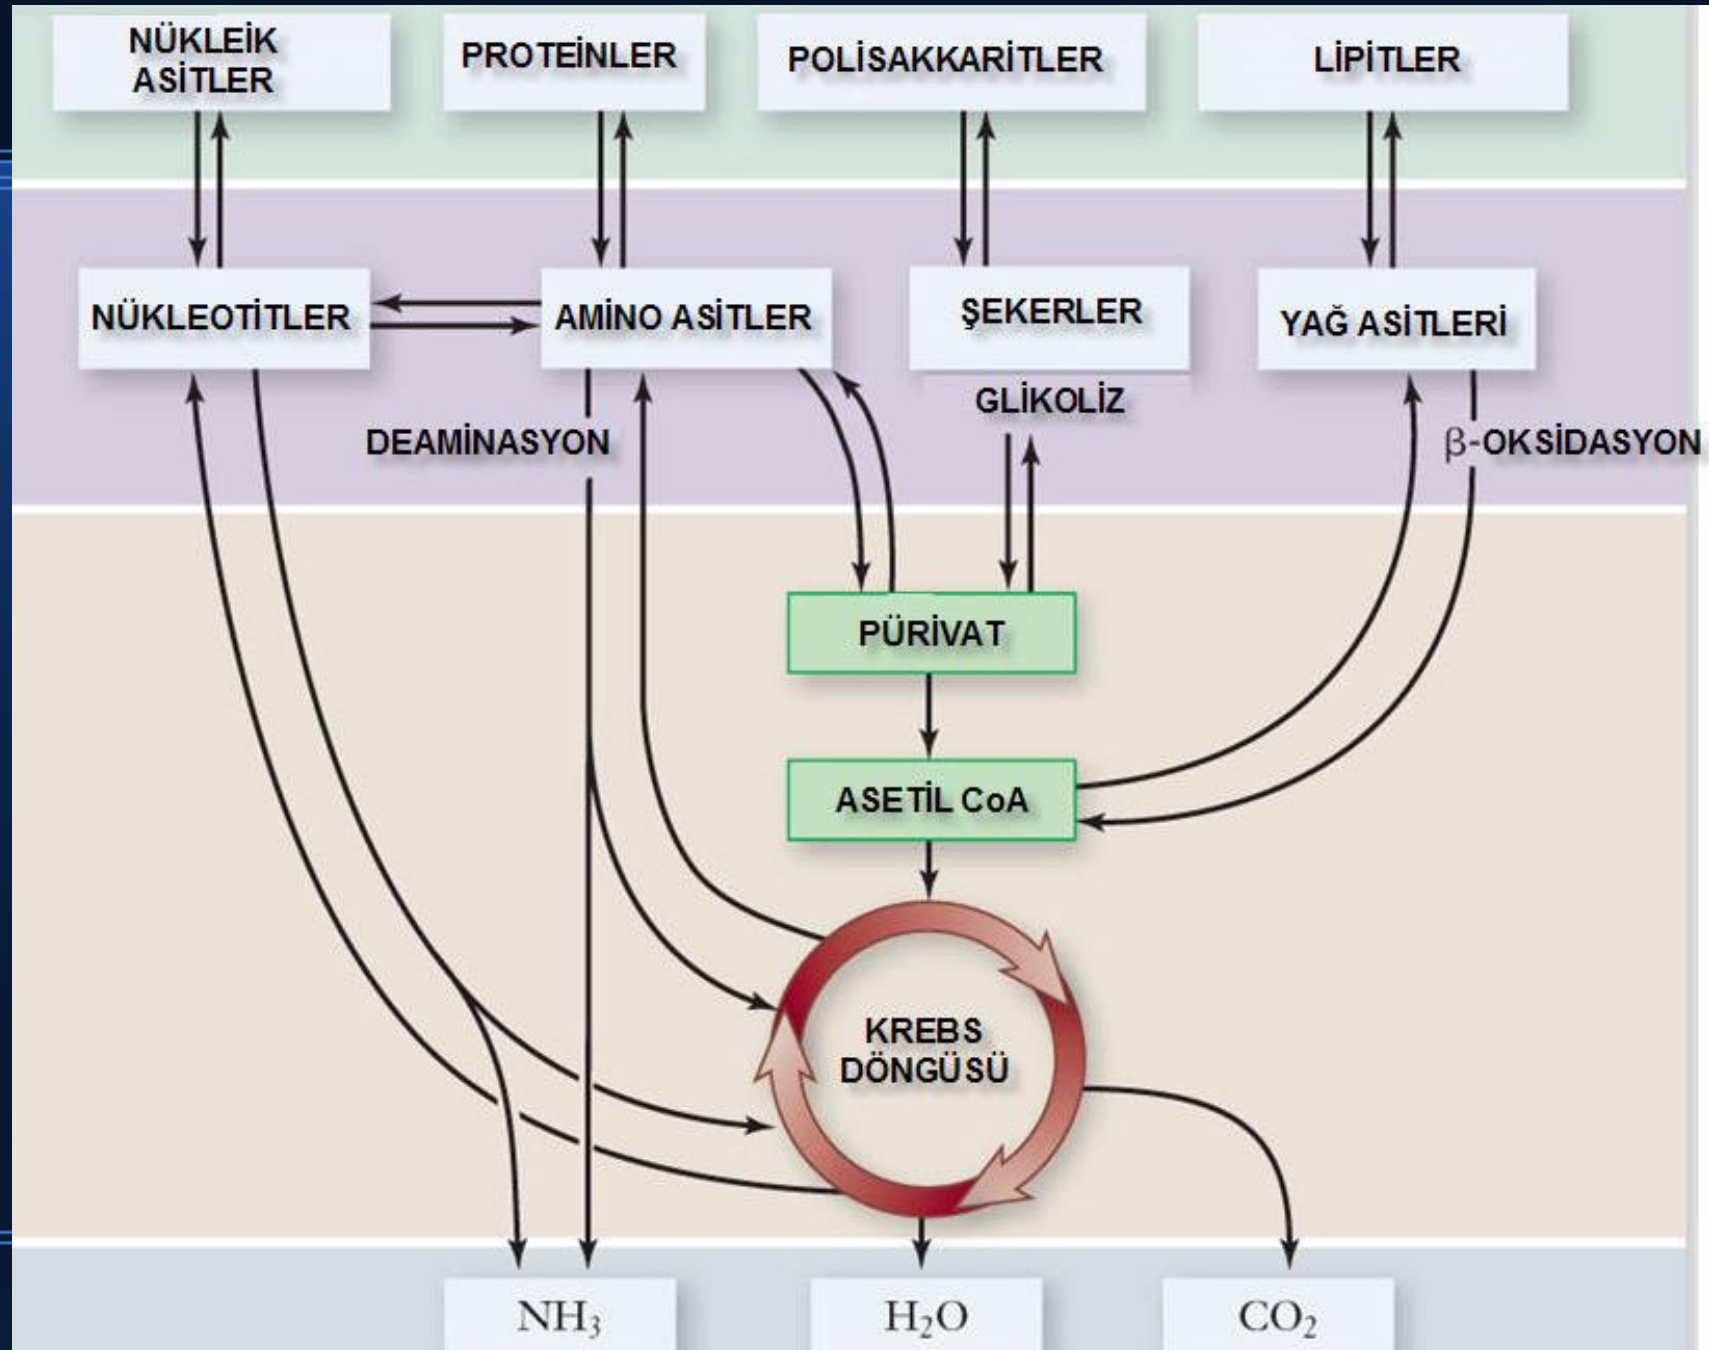 NÜKLEİK
ASİTLER
PROTEİNLER
POLİSAKKARİTLER
LİPİTLER
NÜKLEOTİTLER
AMİNO ASİTLER
ŞEKERLER
YAĞ ASİTLERİ
GLİKOLİZ
DEAMİNASYON
β-OKSİDASYON
PÜRİVAT
ASETİL CoA
KREBS
DÖNGÜSÜ
NH₃
H₂O
CO₂